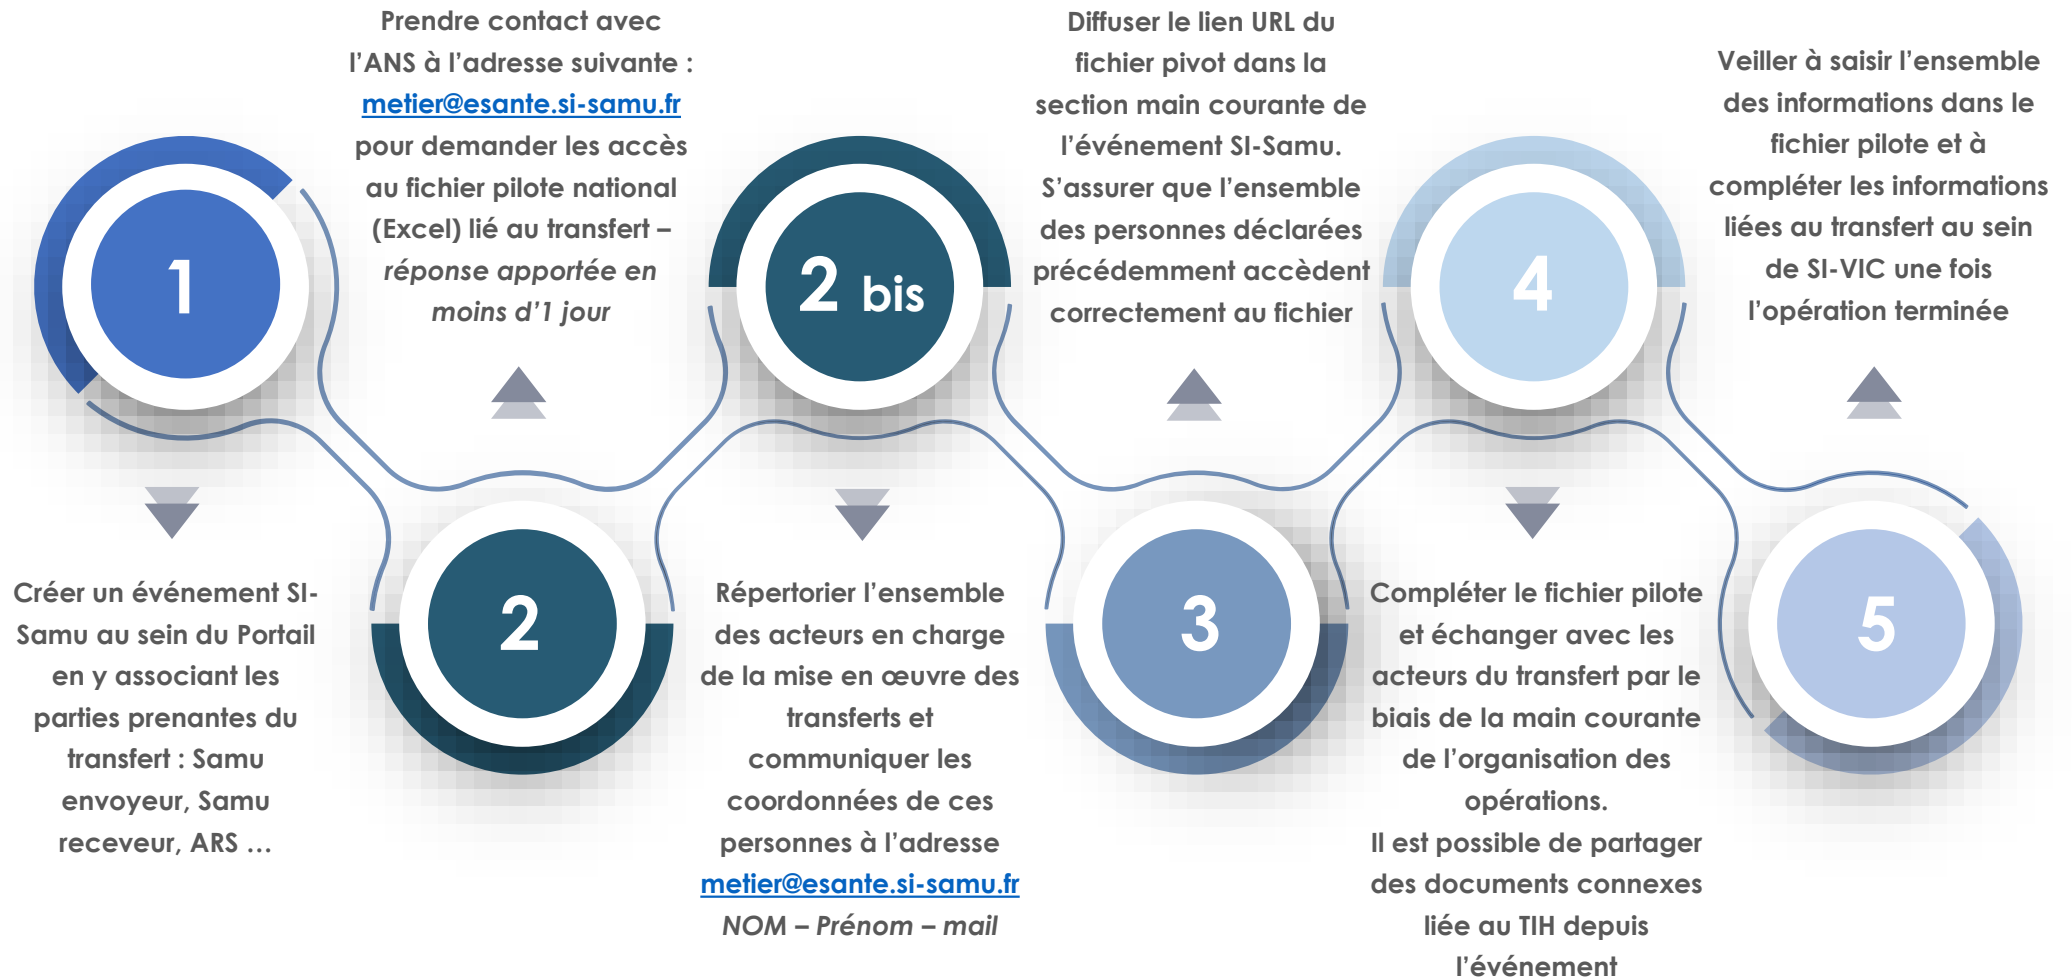 1
Créer un événement SI-
Samu au sein du Portail
en y associant les
parties prenantes du
transfert : Samu
envoyeur, Samu
receveur, ARS …
Prendre contact avec
l’ANS à l’adresse suivante :
metier@esante.si-samu.fr
pour demander les accès
au fichier pilote national
(Excel) lié au transfert –
réponse apportée en
moins d’1 jour
2
2 bis
Répertorier l’ensemble
des acteurs en charge
de la mise en œuvre des
transferts et
communiquer les
coordonnées de ces
personnes à l’adresse
metier@esante.si-samu.fr
NOM – Prénom – mail
Diffuser le lien URL du
fichier pivot dans la
section main courante de
l’événement SI-Samu.
S’assurer que l’ensemble
des personnes déclarées
précédemment accèdent
correctement au fichier
3
4
Compléter le fichier pilote
et échanger avec les
acteurs du transfert par le
biais de la main courante
de l’organisation des
opérations.
Il est possible de partager
des documents connexes
liée au TIH depuis
l’événement
Veiller à saisir l’ensemble
des informations dans le
fichier pilote et à
compléter les informations
liées au transfert au sein
de SI-VIC une fois
l’opération terminée
5